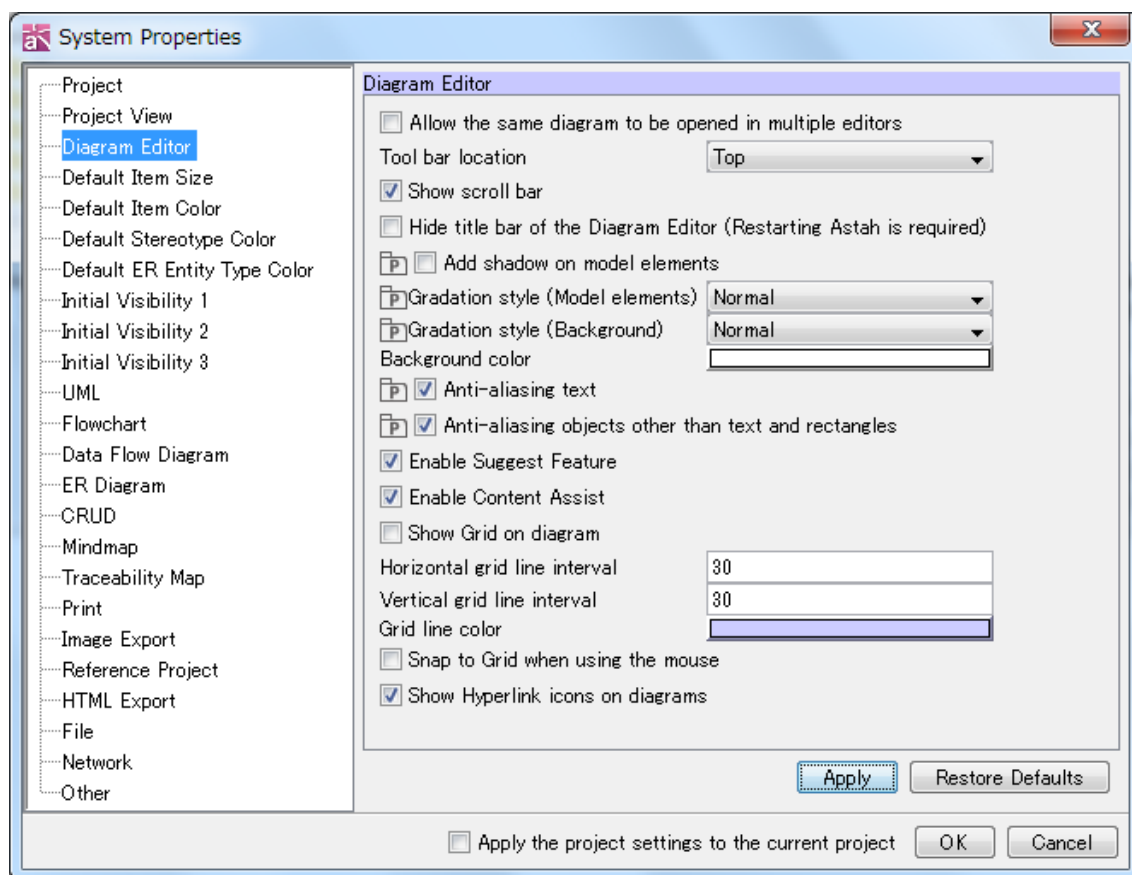 System Properties
Project
Project View
Diagram Editor
Default Item Size
Default Item Color
Default Stereotype Color
Default ER Entity Type Color
Initial Visibility 1
Initial Visibility 2
Initial Visibility 3
UML
Flowchart
Data Flow Diagram
ER Diagram
CRUD
Mindmap
Traceability Map
Print
Image Export
Reference Project
HTML Export
File
Network
Other
Diagram Editor
Allow the same diagram to be opened in multiple editors
Tool bar location Top
Show scroll bar
Hide title bar of the Diagram Editor (Restarting Astah is required)
P Add shadow on model elements
P Gradation style (Model elements) Normal
P Gradation style (Background) Normal
Background color
P Anti-aliasing text
P Anti-aliasing objects other than text and rectangles
Enable Suggest Feature
Enable Content Assist
Show Grid on diagram
Horizontal grid line interval 30
Vertical grid line interval 30
Grid line color
Snap to Grid when using the mouse
Show Hyperlink icons on diagrams
Apply Restore Defaults
Apply the project settings to the current project OK Cancel